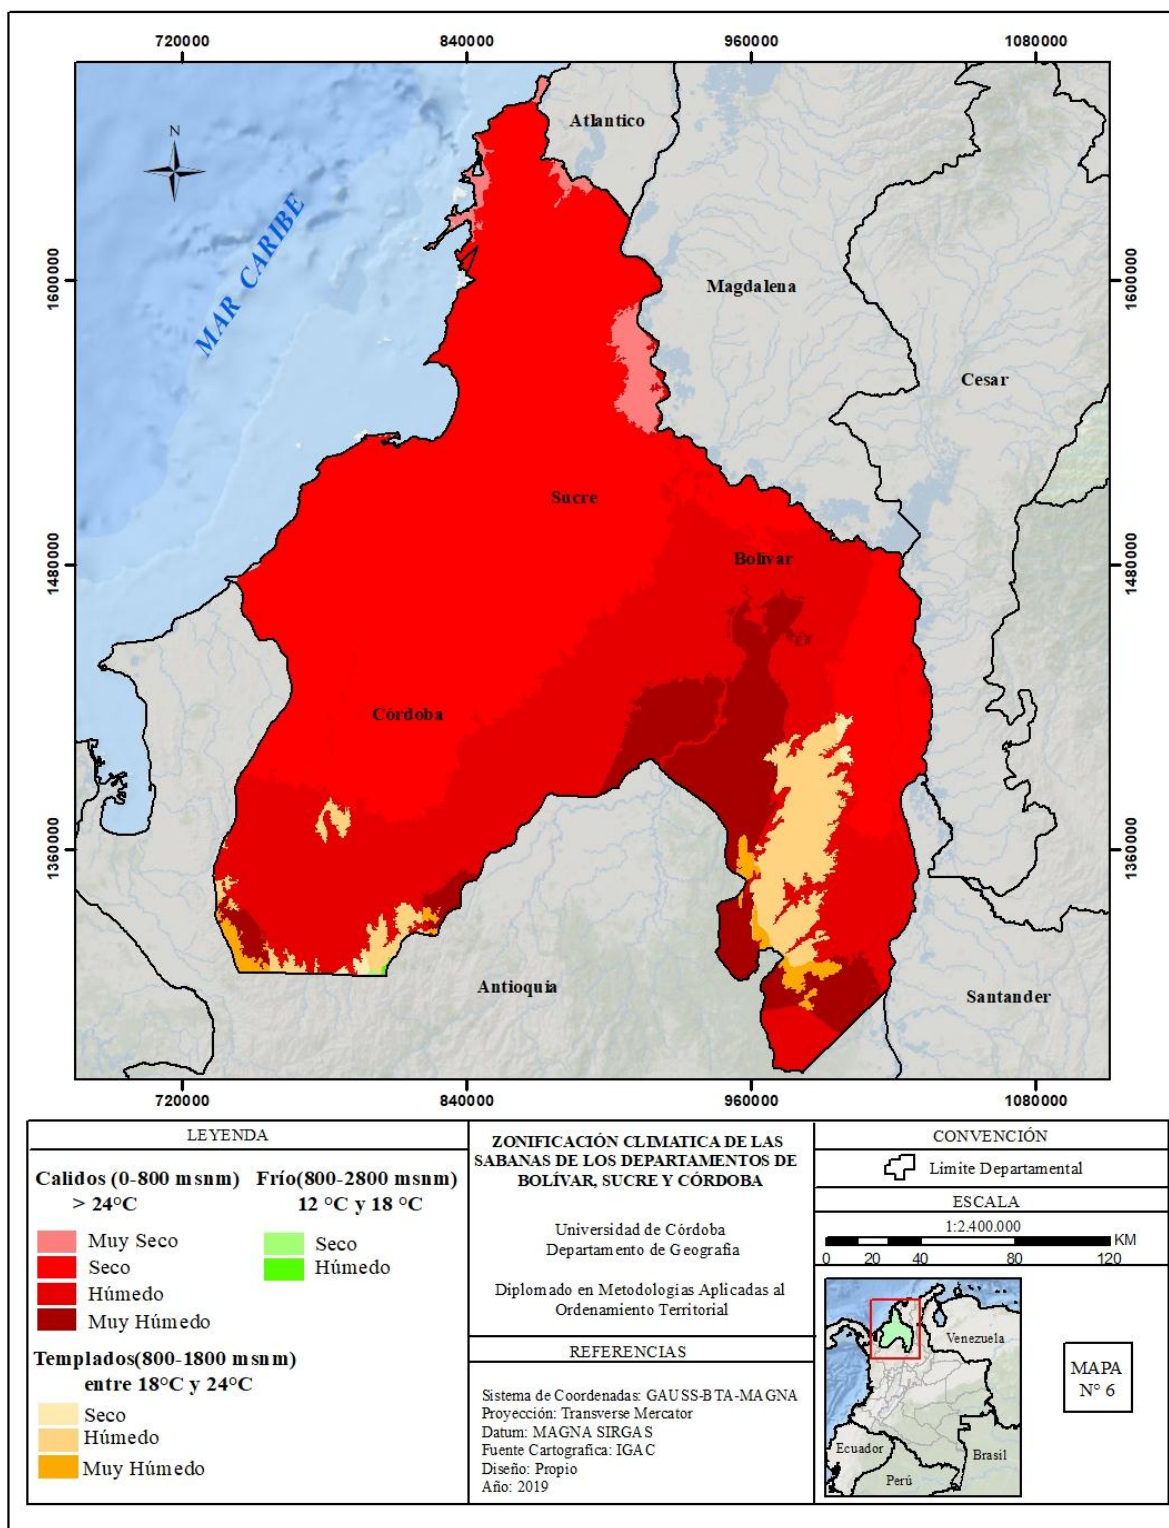 720000 840000 960000 1080000
N
Atlantico
MAR CARIBE
1600000 1600000
Magdalena
Cesar
Sucre
Bolívar
1480000 1480000
Córdoba
1360000 1360000
Antioquia
Santander
720000 840000 960000 1080000
LEYENDA
Calidos (0-800 msnm)
> 24°C
Muy Seco
Seco
Húmedo
Muy Húmedo
Frío(800-2800 msnm)
12 °C y 18 °C
Seco
Húmedo
Templados(800-1800 msnm)
entre 18°C y 24°C
Seco
Húmedo
Muy Húmedo
ZONIFICACIÓN CLIMATICA DE LAS
SABANAS DE LOS DEPARTAMENTOS DE
BOLÍVAR, SUCRE Y CÓRDOBA
Universidad de Córdoba
Departamento de Geografía
Diplomado en Metodologías Aplicadas al
Ordenamiento Territorial
REFERENCIAS
Sistema de Coordenadas: GAUSS-BTA-MAGNA
Proyección: Transverse Mercator
Datum: MAGNA SIRGAS
Fuente Cartografica: IGAC
Diseño: Propio
Año: 2019
CONVENCIÓN
Limite Departamental
ESCALA
1:2.400.000
KM
0 20 40 80 120
Venezuela
Ecuador
Brasil
Perú
MAPA
N° 6